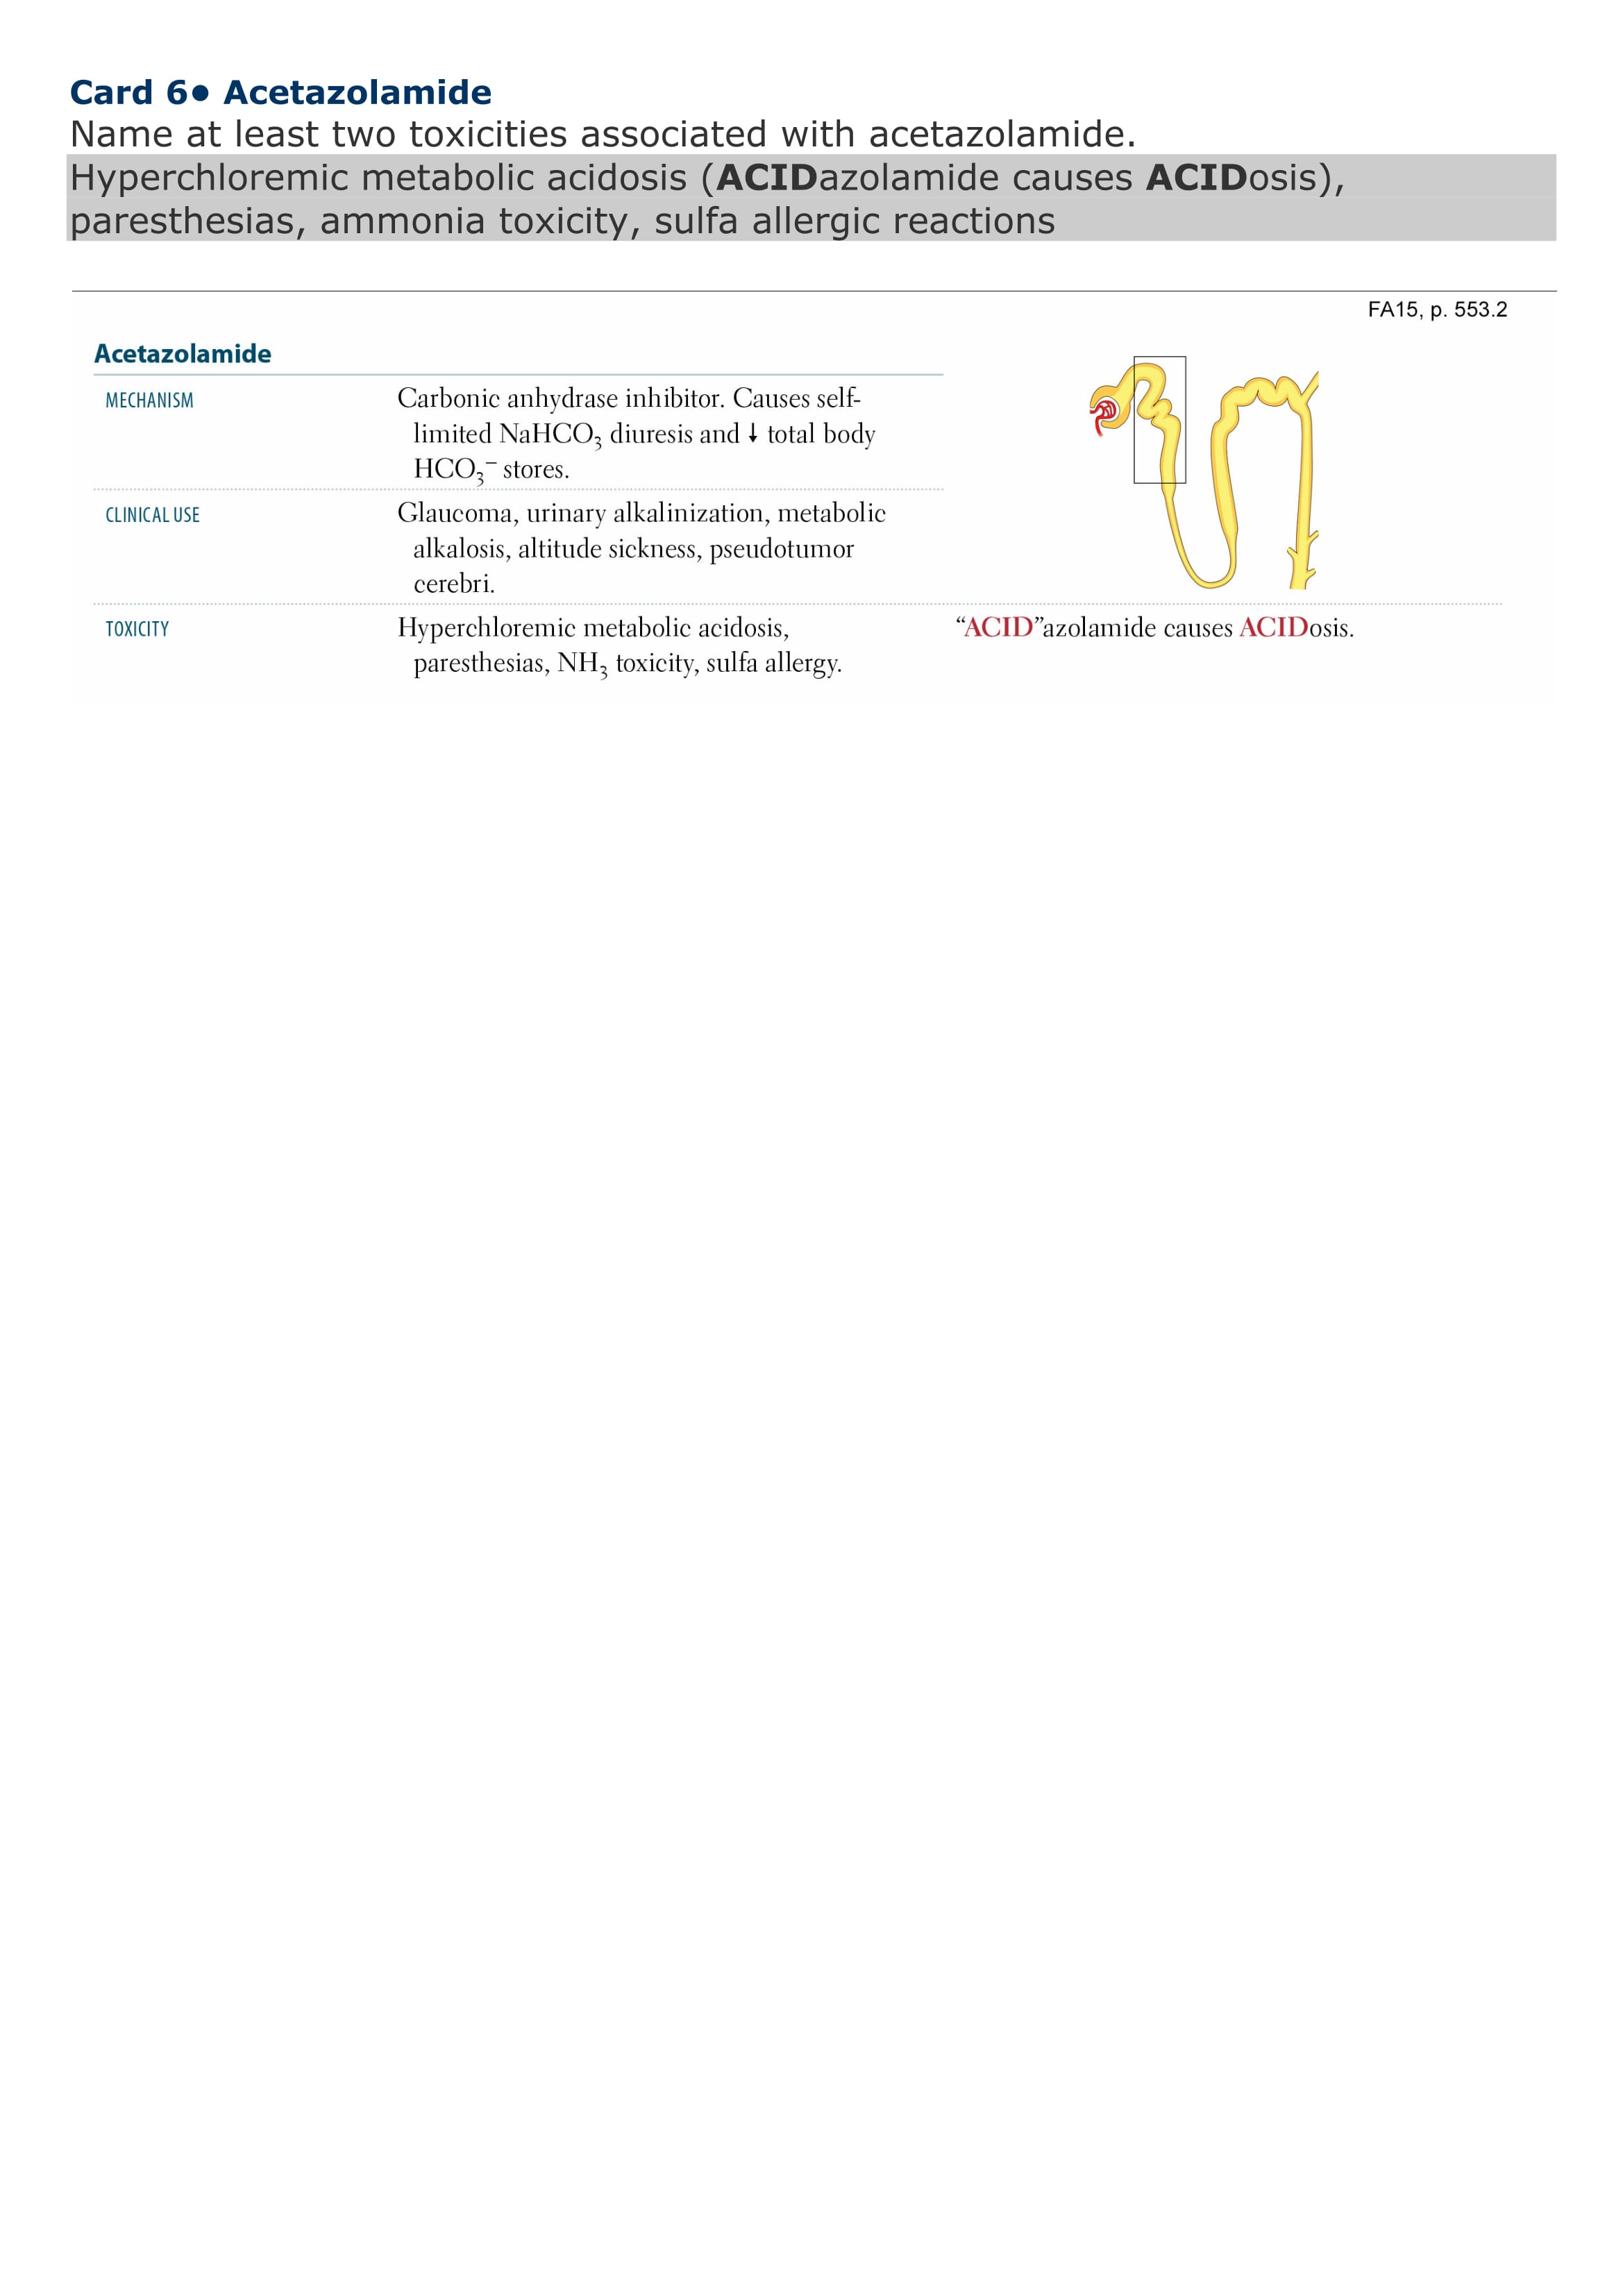 Card 6● Acetazolamide
Name at least two toxicities associated with acetazolamide.
Hyperchloremic metabolic acidosis (ACIDazolamide causes ACIDosis),
paresthesias, ammonia toxicity, sulfa allergic reactions
FA15, p. 553.2
Acetazolamide
MECHANISM
Carbonic anhydrase inhibitor. Causes self-
limited NaHCO₃ diuresis and ↓ total body
HCO₃⁻ stores.
CLINICAL USE
Glaucoma, urinary alkalinization, metabolic
alkalosis, altitude sickness, pseudotumor
cerebri.
TOXICITY
Hyperchloremic metabolic acidosis,
paresthesias, NH₃ toxicity, sulfa allergy.
“ACID”azolamide causes ACIDosis.